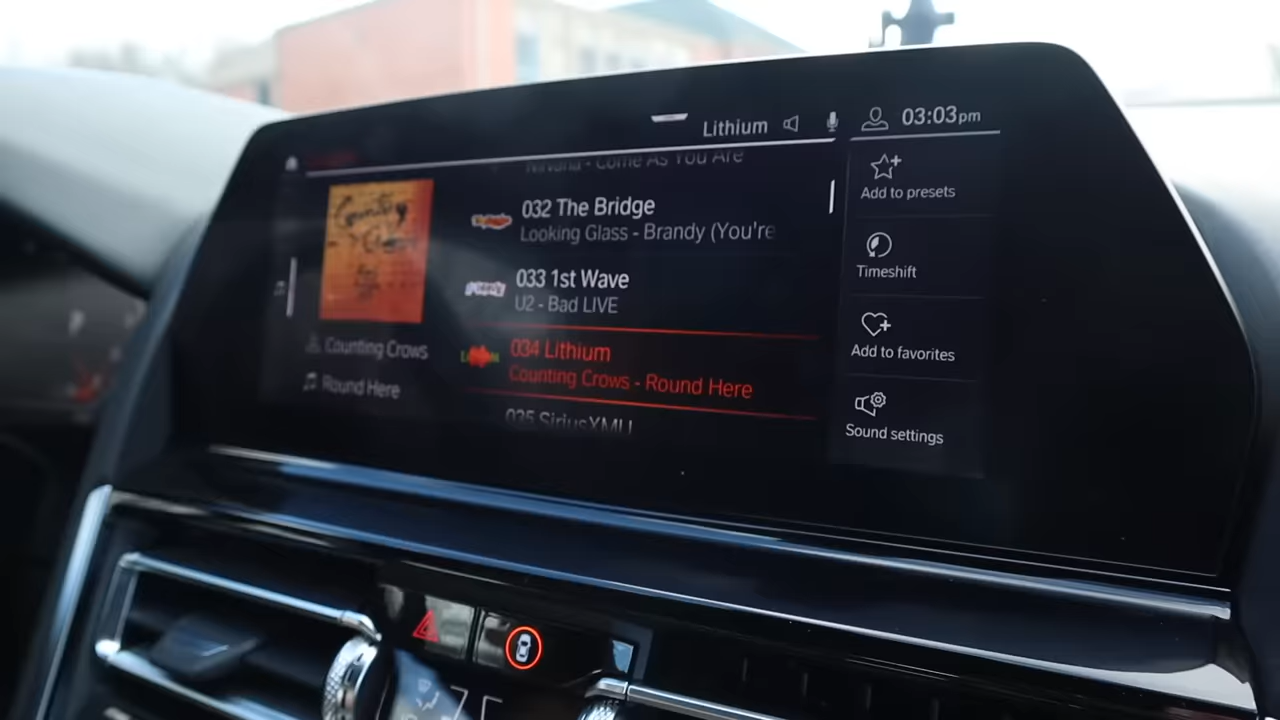 Lithium
03:03pm
Nirvana - Come As You Are
032 The Bridge
Looking Glass - Brandy (You're
033 1st Wave
U2 - Bad LIVE
034 Lithium
Counting Crows - Round Here
035 SiriusXMU
Counting Crows
Counting Crows
Round Here
Add to presets
Timeshift
Add to favorites
Sound settings